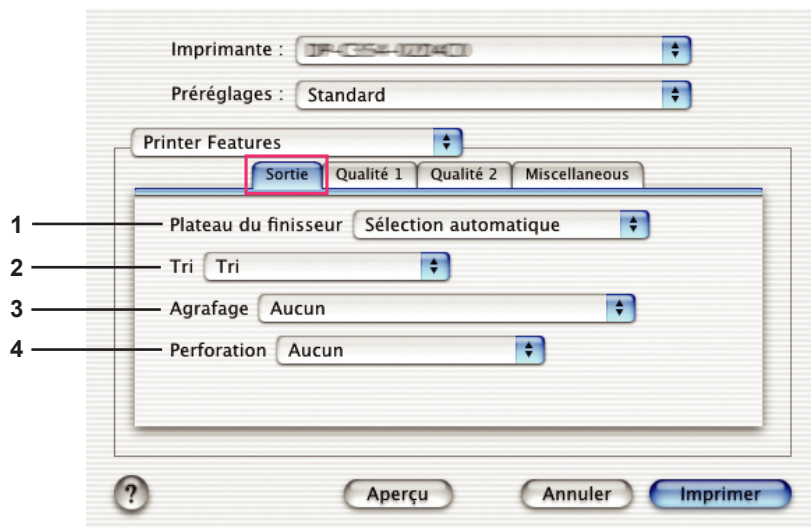 Imprimante :
Préréglages : Standard
Printer Features
Sortie Qualité 1 Qualité 2 Miscellaneous
1 Plateau du finisseur Sélection automatique
2 Tri Tri
3 Agrafage Aucun
4 Perforation Aucun
? Aperçu Annuler Imprimer